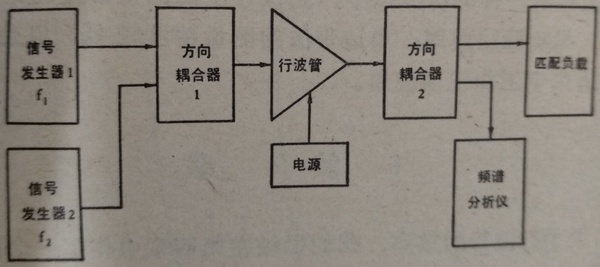 信号
发生器1
f₁
方向
耦合器
1
行波管
方向
耦合器
2
匹配负载
信号
发生器2
f₂
电源
频谱
分析仪